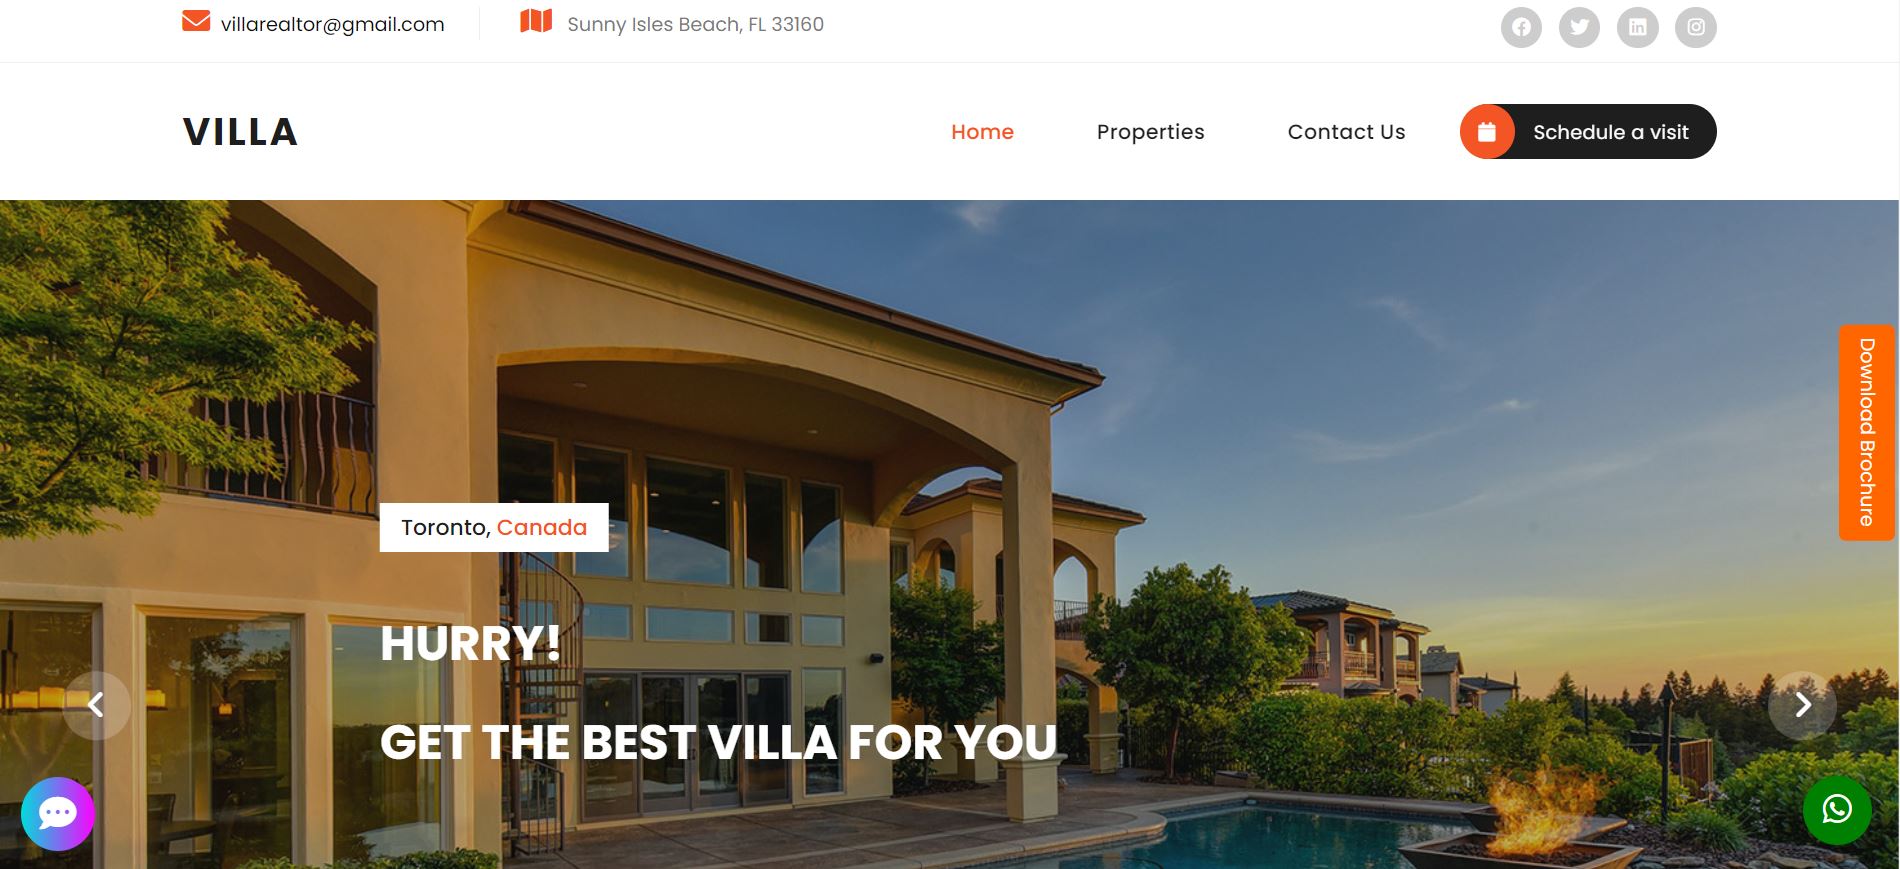 villarealtor@gmail.com
Sunny Isles Beach, FL 33160
VILLA
Home
Properties
Contact Us
Schedule a visit
Download Brochure
Toronto, Canada
HURRY!
GET THE BEST VILLA FOR YOU